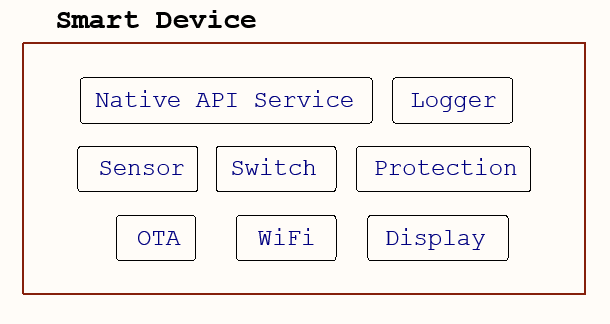 Smart Device
Native API Service Logger
Sensor Switch Protection
OTA WiFi Display